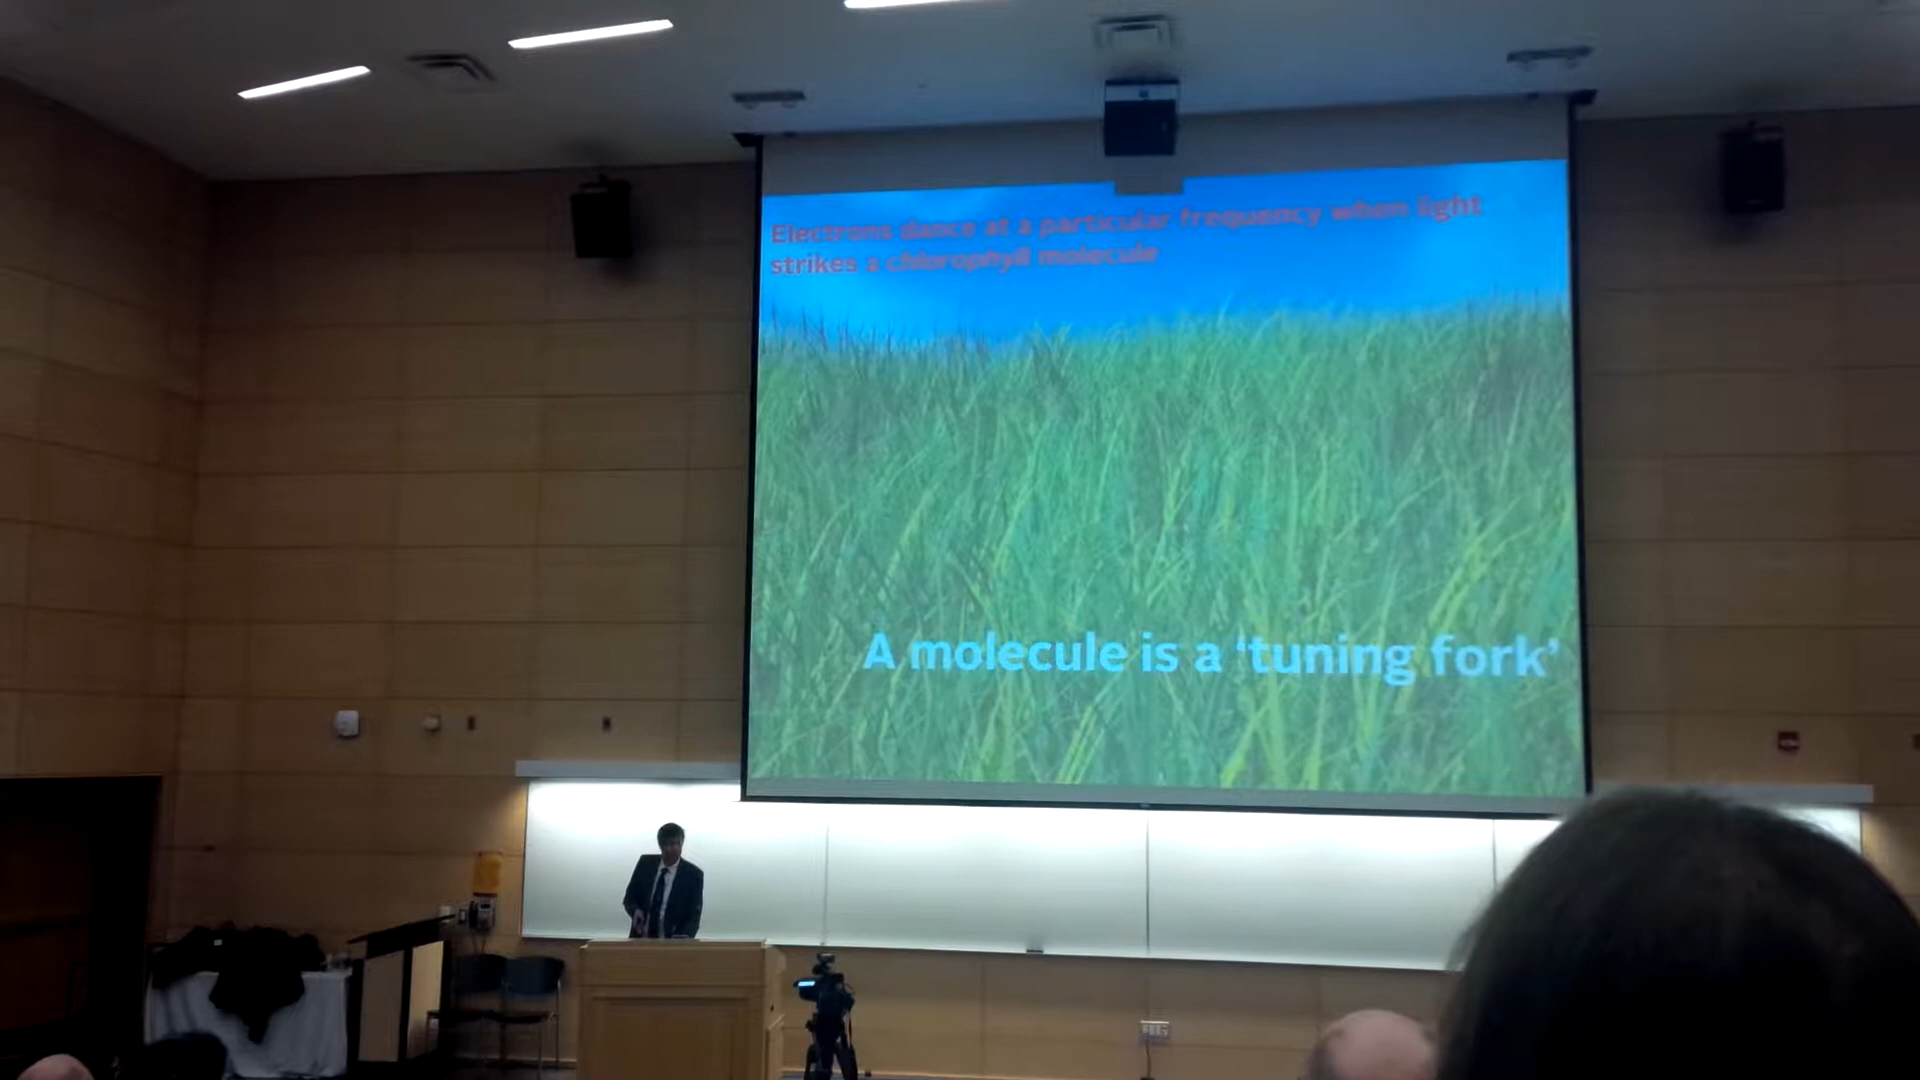 Electrons dance at a particular frequency when light
strikes a chlorophyll molecule
A molecule is a ‘tuning fork’